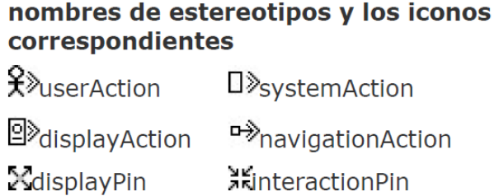 nombres de estereotipos y los iconos
correspondientes
userAction systemAction
displayAction navigationAction
displayPin interactionPin